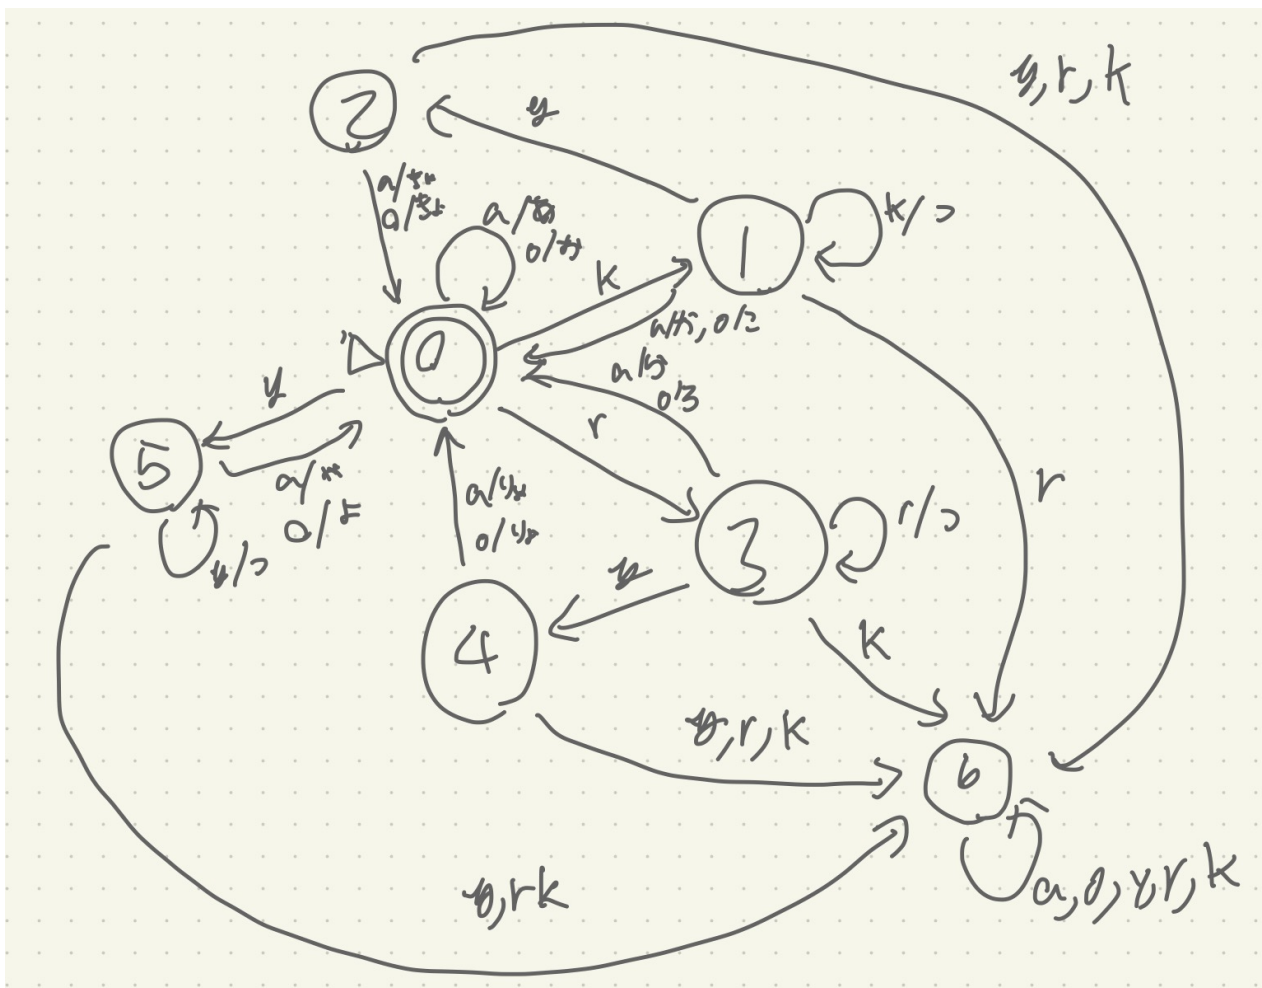 y,r,k
2
y
a/きゃ
o/きょ
a/あ
o/お
k
1
k/っ
a/か, o/こ
0
a/ら
o/ろ
y
r
5
a/や
o/よ
y/っ
a/りゃ
o/りょ
3
r/っ
r
y
4
k
y,r,k
6
y,rk
a,o,y,r,k